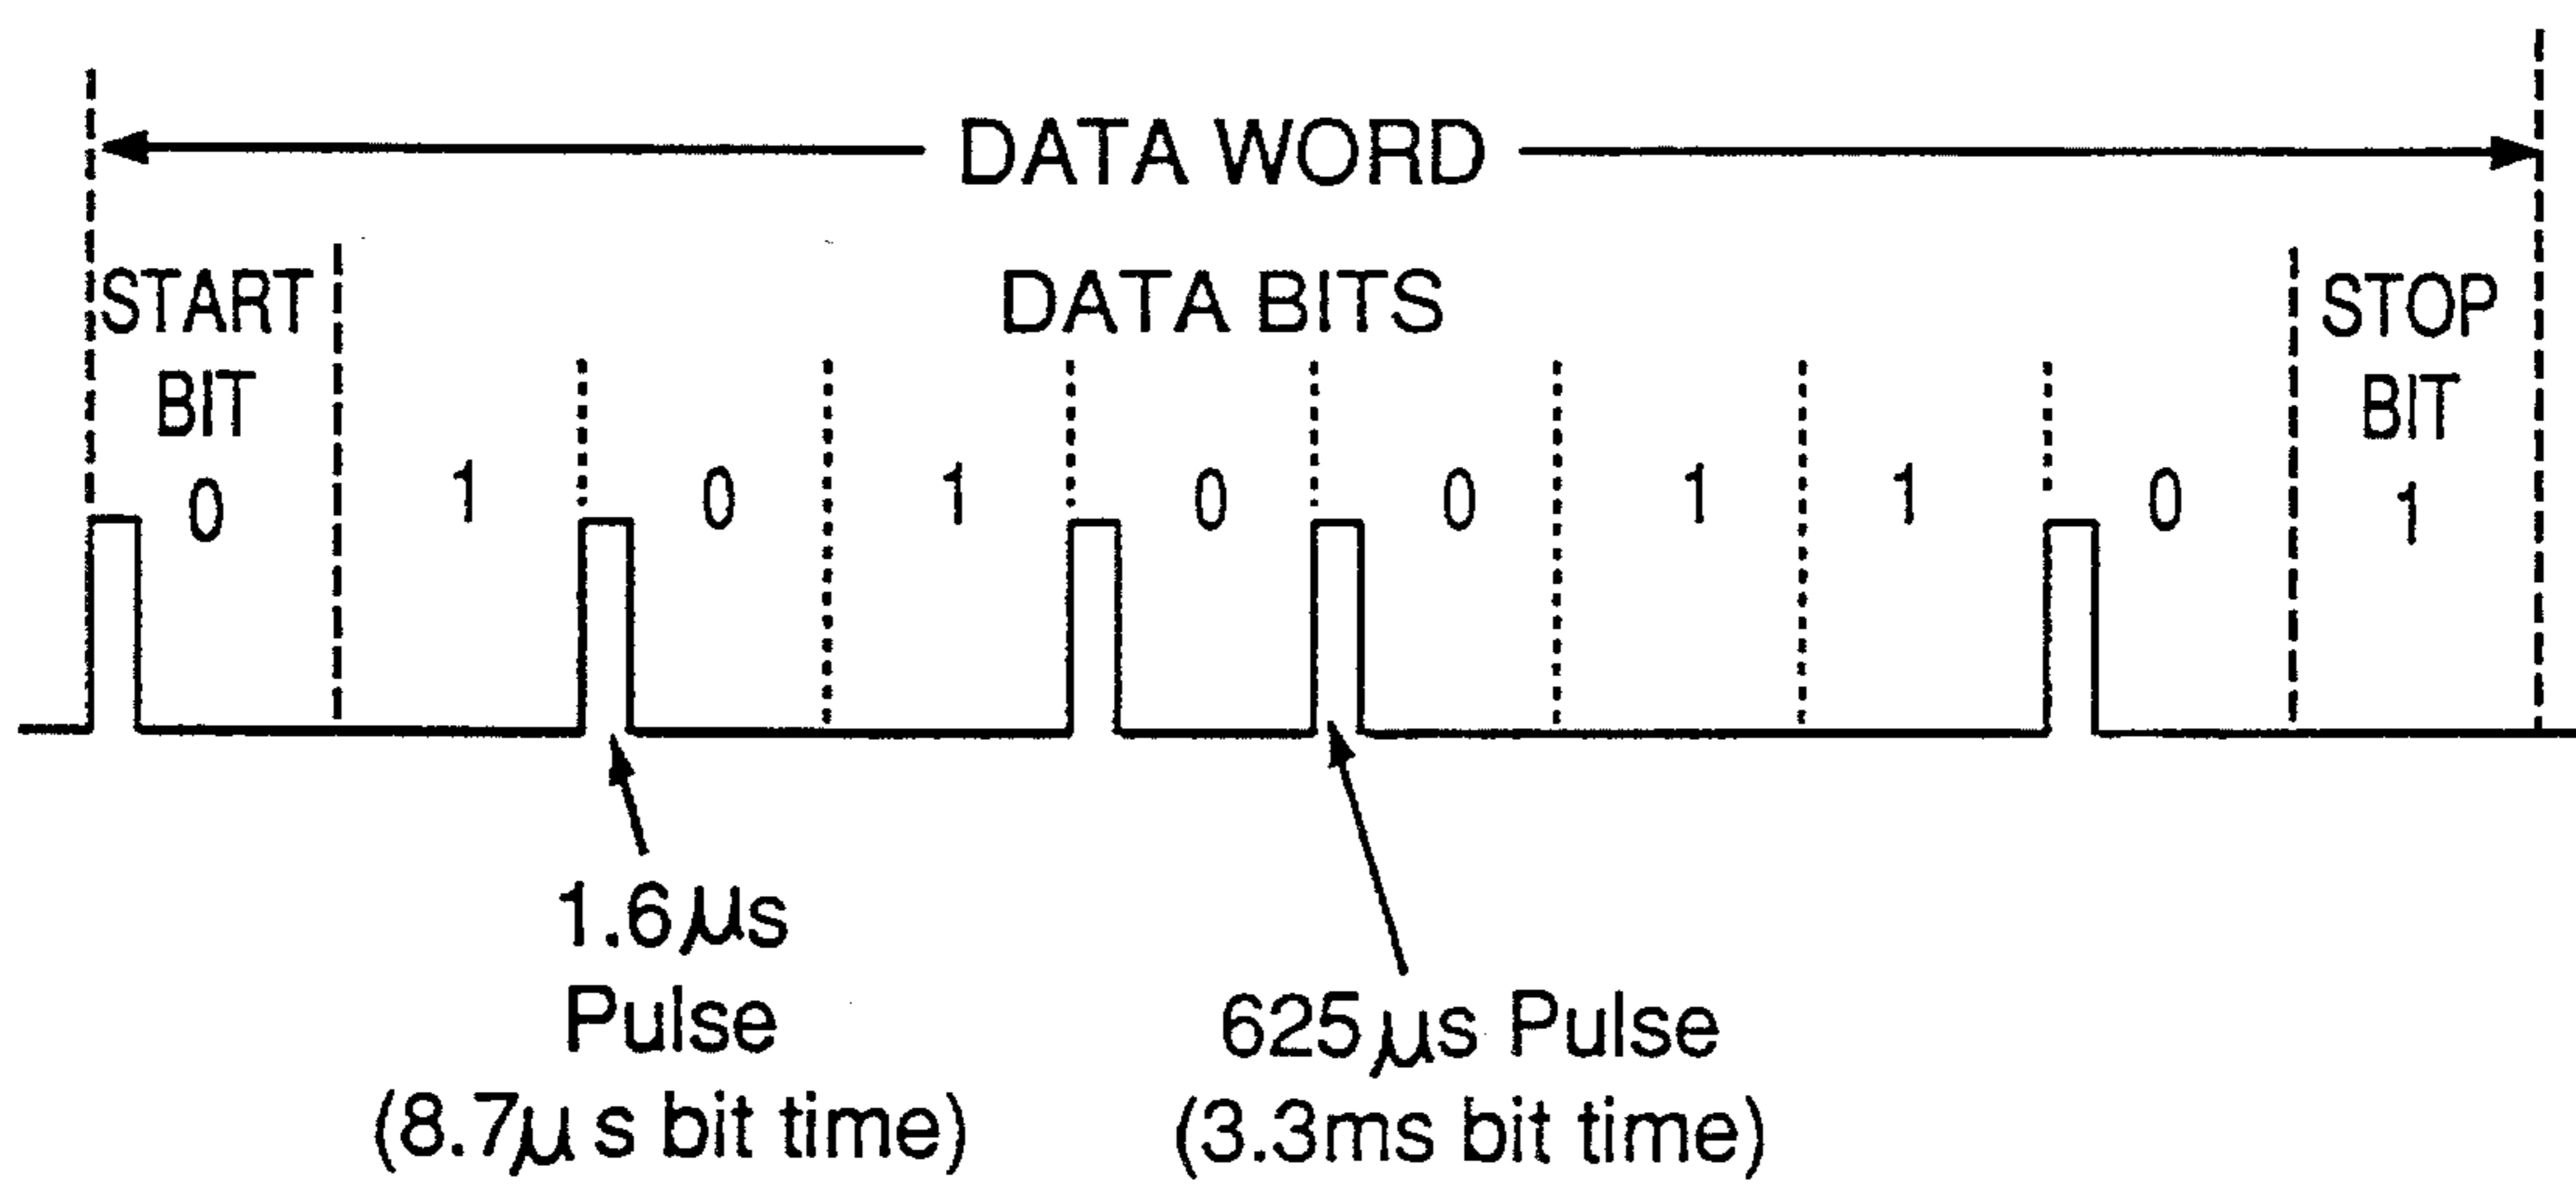 DATA WORD
START
BIT
0
DATA BITS
STOP
BIT
1
1 0 1 0 0 1 1 0
1.6μs
Pulse
(8.7μs bit time)
625μs Pulse
(3.3ms bit time)